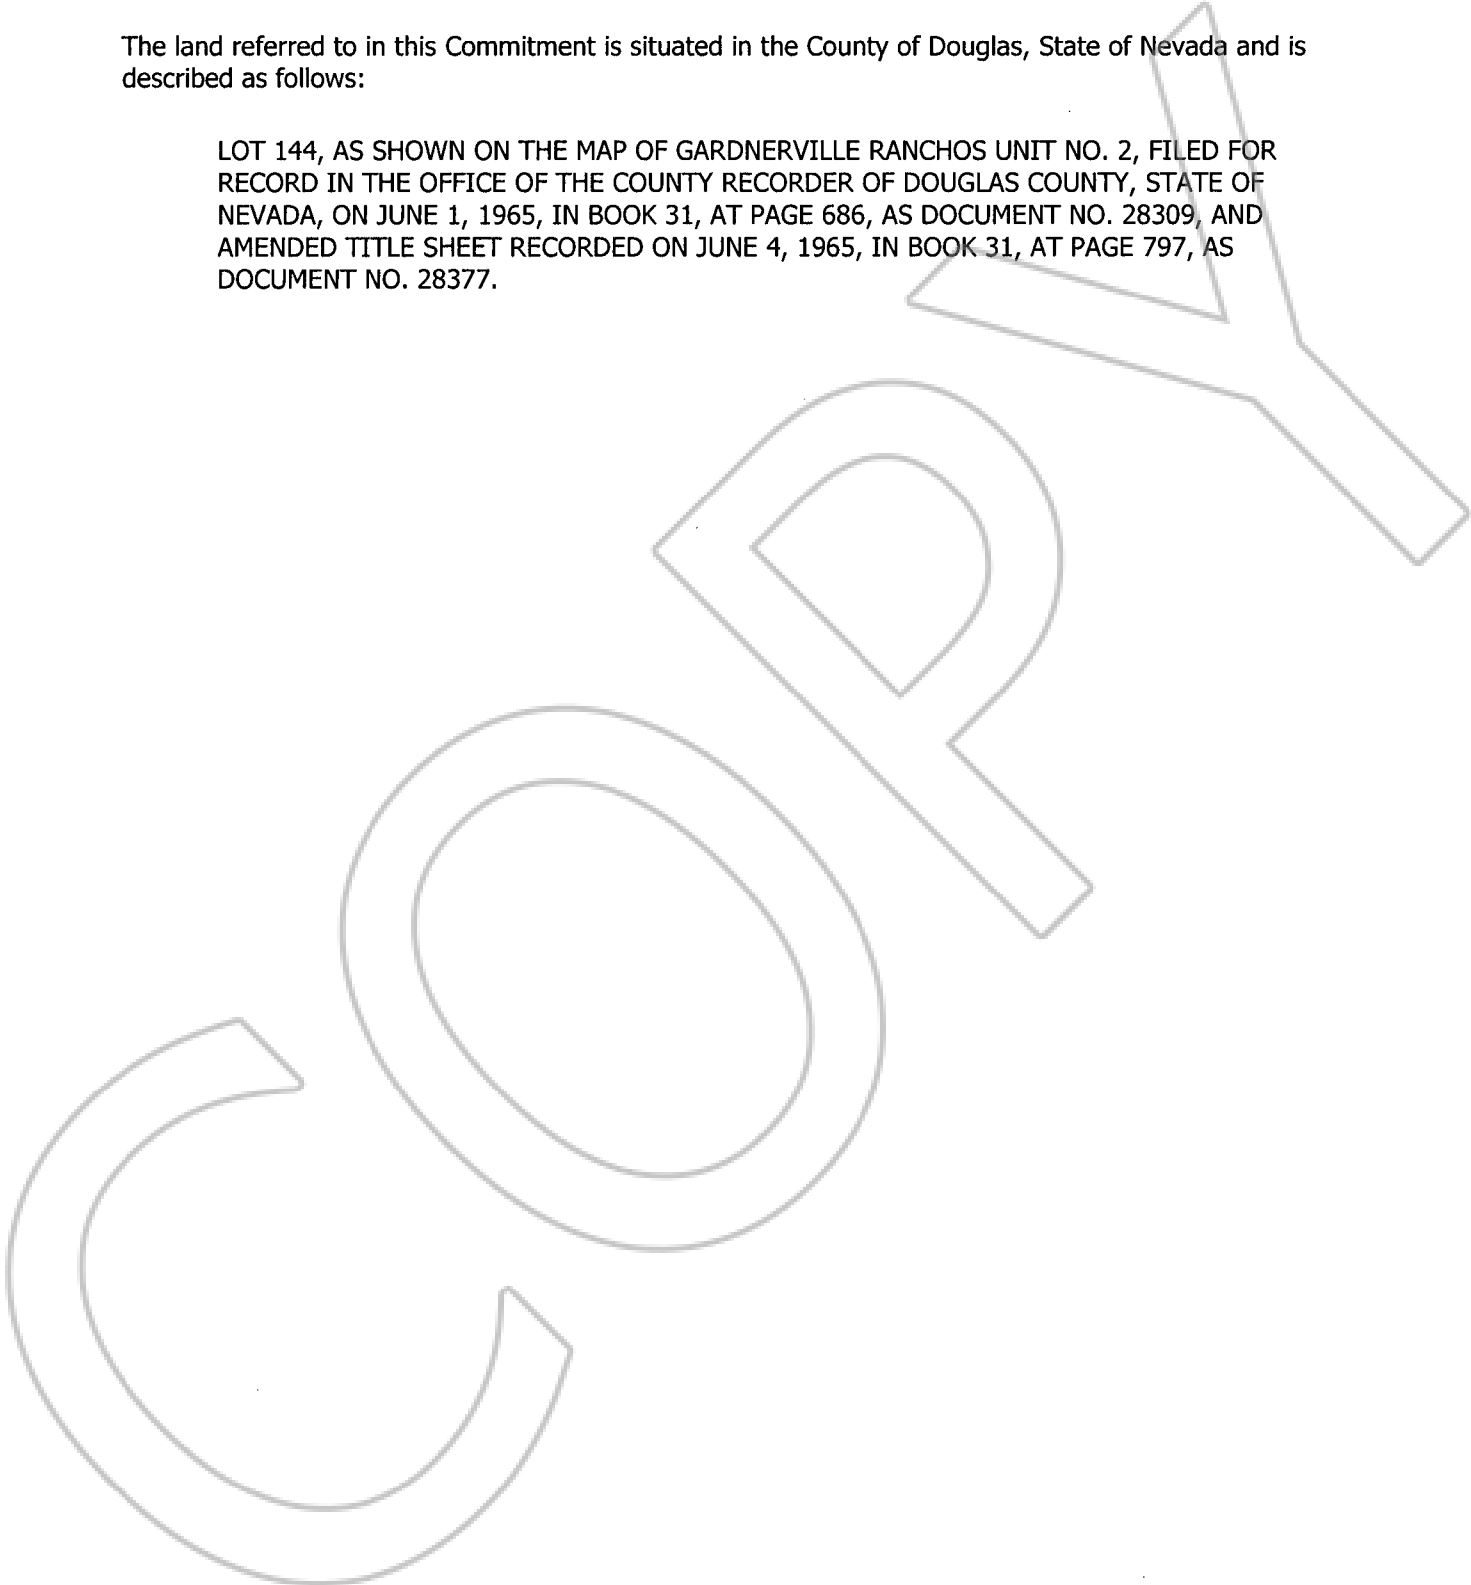 The land referred to in this Commitment is situated in the County of Douglas, State of Nevada and is
described as follows:
LOT 144, AS SHOWN ON THE MAP OF GARDNERVILLE RANCHOS UNIT NO. 2, FILED FOR
RECORD IN THE OFFICE OF THE COUNTY RECORDER OF DOUGLAS COUNTY, STATE OF
NEVADA, ON JUNE 1, 1965, IN BOOK 31, AT PAGE 686, AS DOCUMENT NO. 28309, AND
AMENDED TITLE SHEET RECORDED ON JUNE 4, 1965, IN BOOK 31, AT PAGE 797, AS
DOCUMENT NO. 28377.
COPY